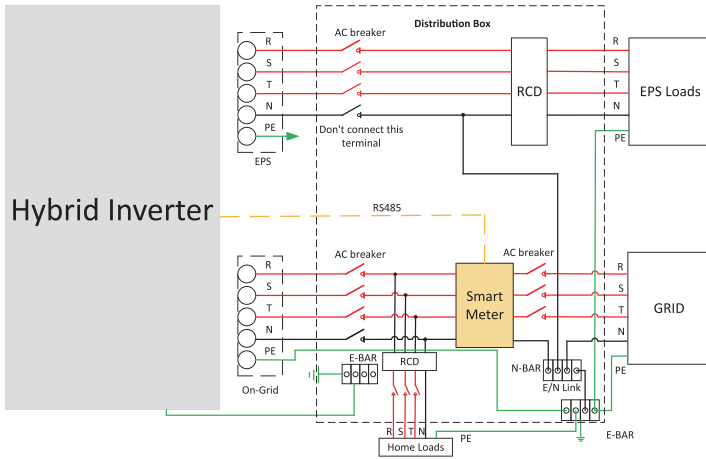 Distribution Box
AC breaker
R
R
S
S
T
T
N
N
PE
PE
RCD
EPS Loads
Don't connect this
terminal
EPS
Hybrid Inverter
RS485
AC breaker
AC breaker
R
R
S
S
T
T
N
N
PE
PE
Smart
Meter
GRID
E-BAR
RCD
N-BAR
On-Grid
E/N Link
R S T N
PE
E-BAR
Home Loads